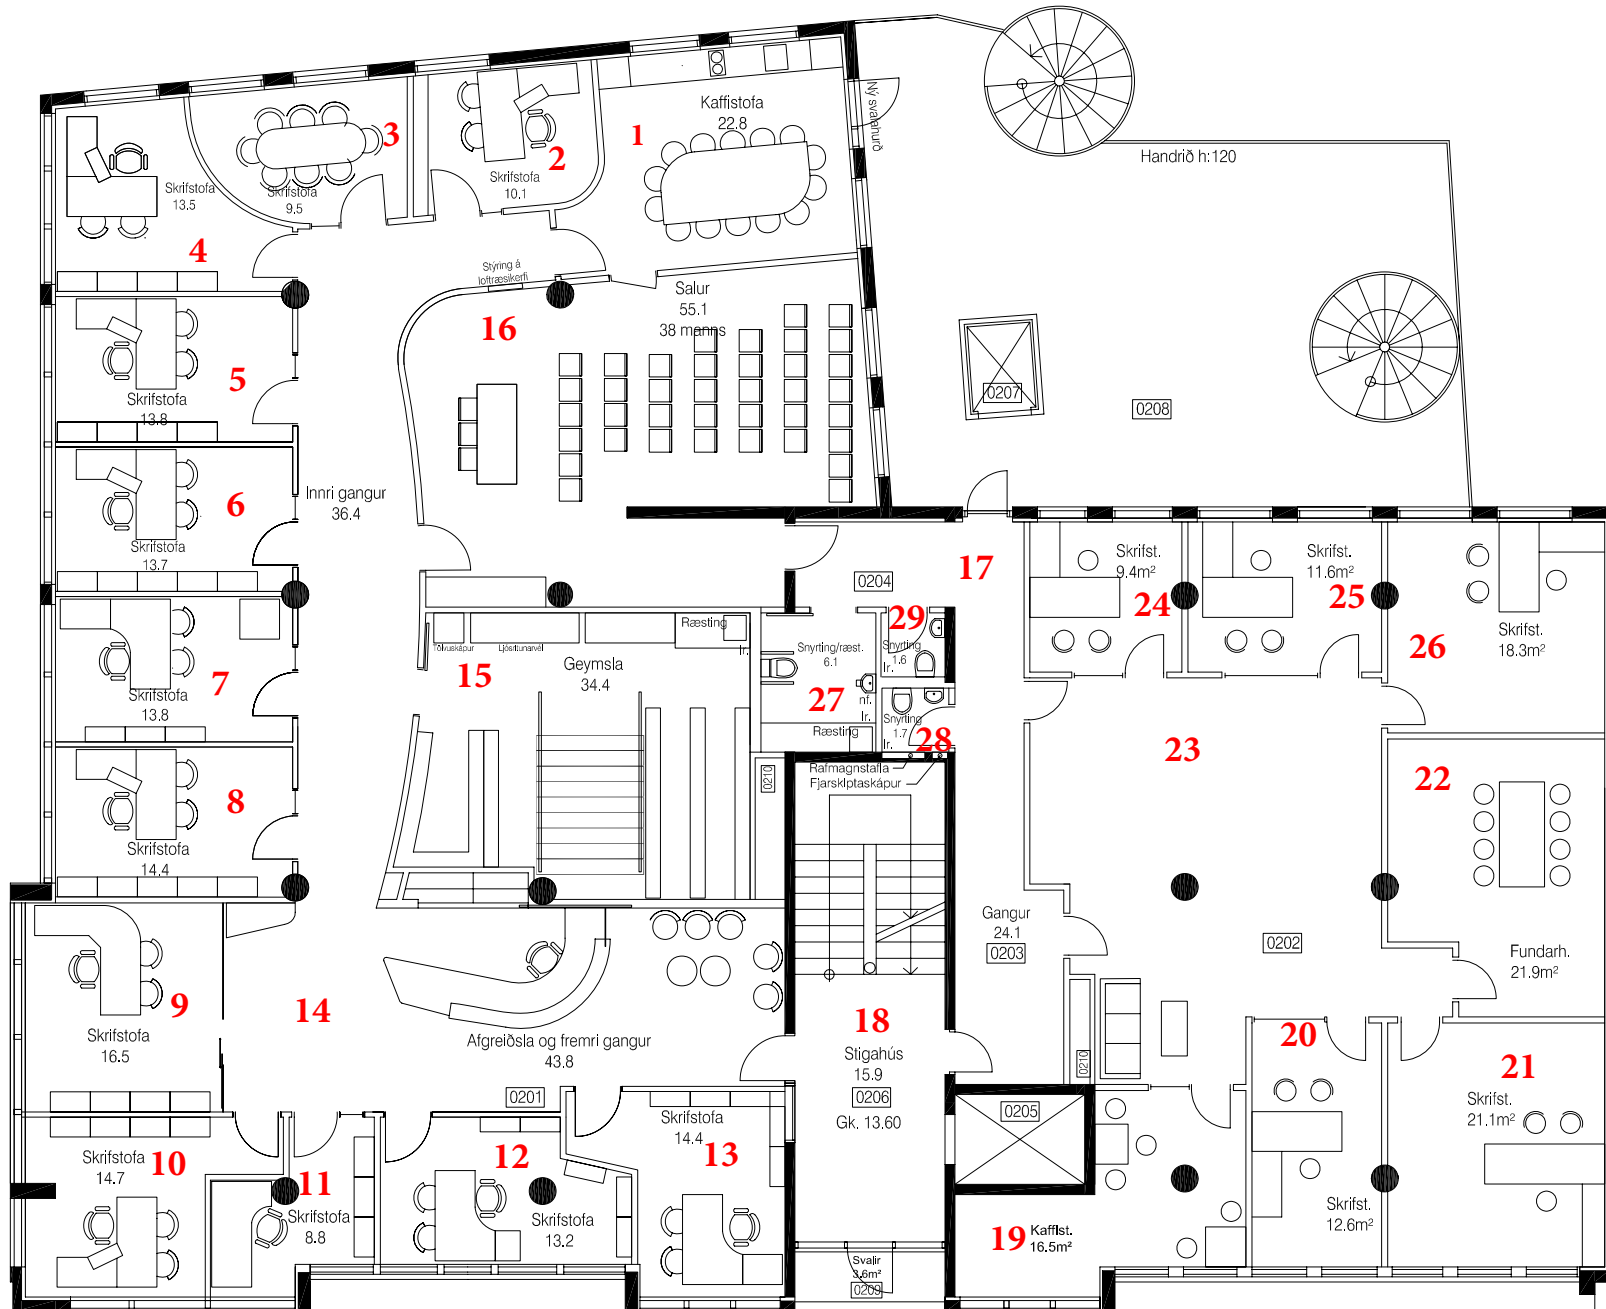 Kaffistofa
22.8
1
Ný svalahurð
Handrið h:120
3
Skrifstofa
9.5
2
Skrifstofa
10.1
Skrifstofa
13.5
4
Stýring á
loftræsikerfi
Salur
55.1
38 manns
16
0207
0208
5
Skrifstofa
13.8
6
Skrifstofa
13.7
Innri gangur
36.4
7
Skrifstofa
13.8
8
Skrifstofa
14.4
Tölvuskápur
Ljósritunarvél
Ræsting
lr.
15
Geymsla
34.4
0210
17
0204
29
Snyrting
1.6
lr.
Snyrting/ræst.
6.1
27
nf.
lr.
Ræsting
Snyrting
1.7
lr.
28
Rafmagnstafla
Fjarskiptaskápur
Skrifst.
9.4m²
24
Skrifst.
11.6m²
25
26
Skrifst.
18.3m²
23
22
Fundarh.
21.9m²
Gangur
24.1
0203
0202
9
Skrifstofa
16.5
14
Afgreiðsla og fremri gangur
43.8
0201
18
Stigahús
15.9
0206
Gk. 13.60
0210
0205
20
Skrifst.
12.6m²
21
Skrifst.
21.1m²
Skrifstofa
14.7
10
11
Skrifstofa
8.8
12
Skrifstofa
13.2
Skrifstofa
14.4
13
19
Kaffist.
16.5m²
Svalir
3.6m²
0209